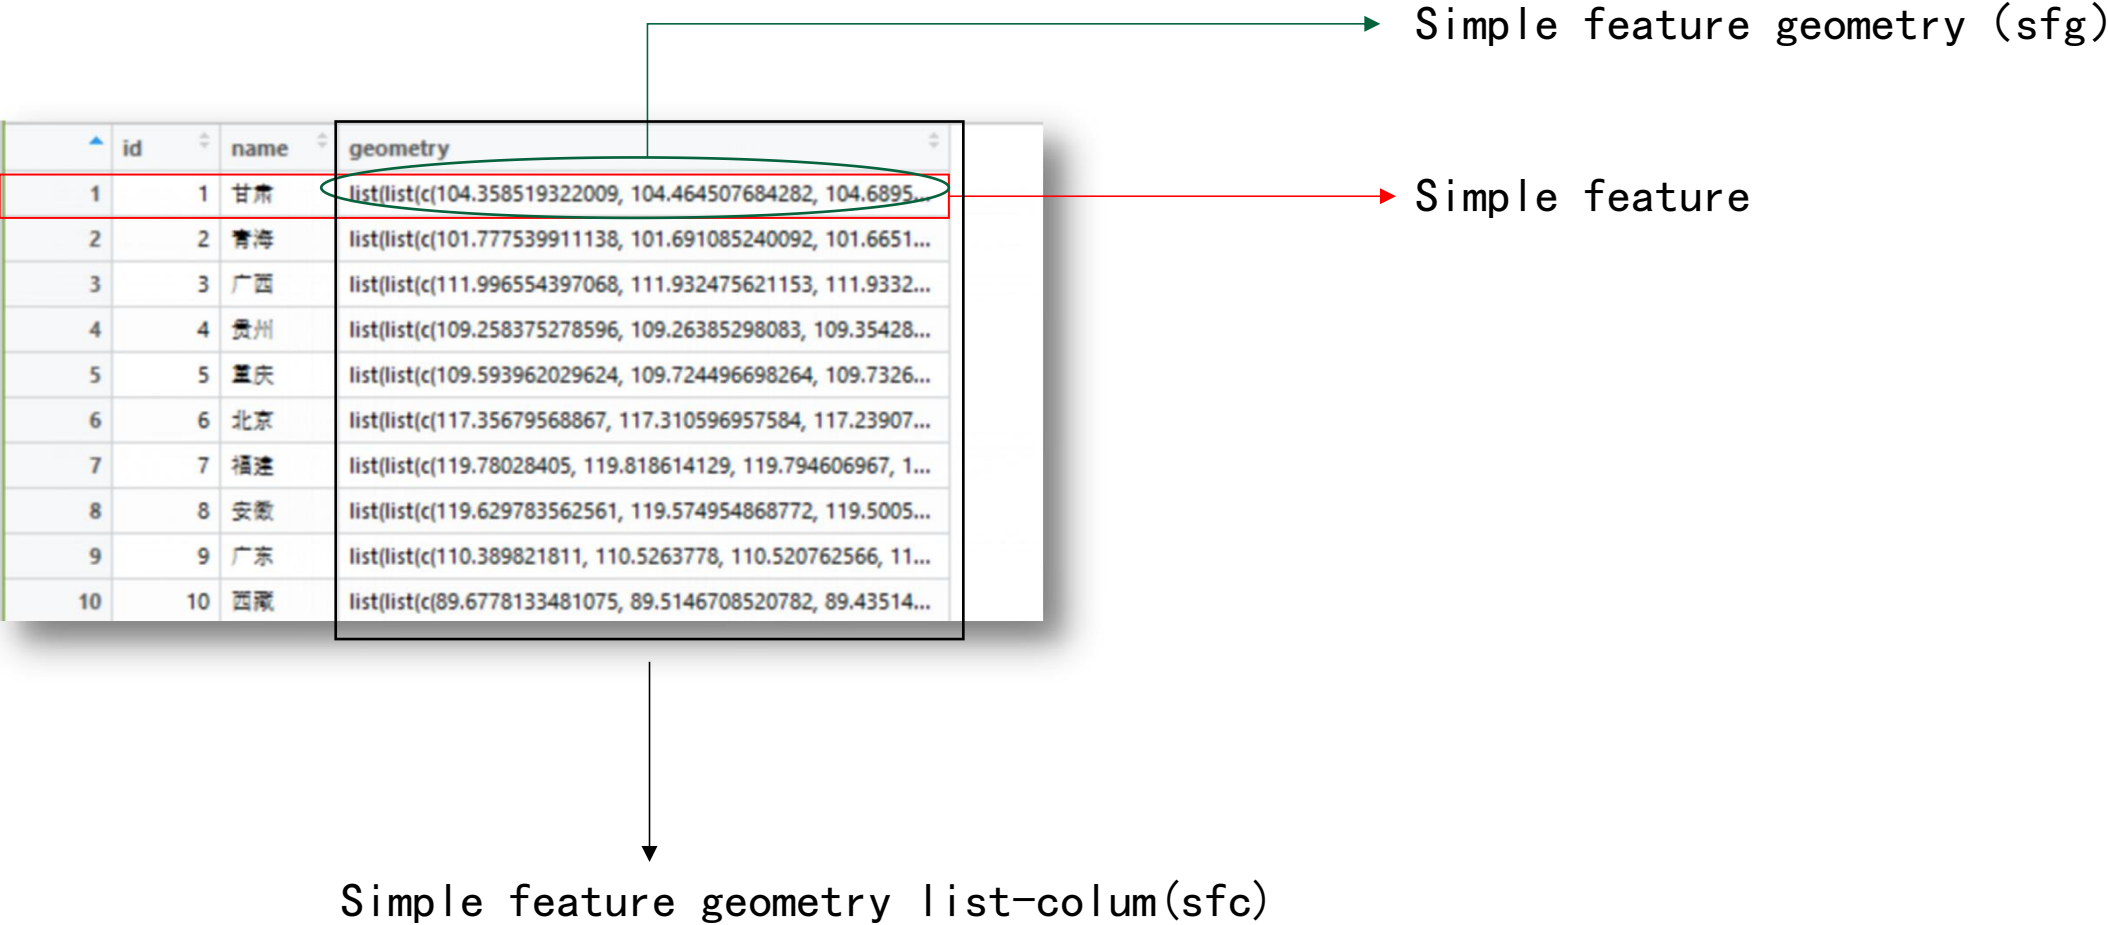 Simple feature geometry (sfg)
id name geometry
1 1 甘肃 list(list(c(104.358519322009, 104.464507684282, 104.6895...
Simple feature
2 2 青海 list(list(c(101.777539911138, 101.691085240092, 101.6651...
3 3 广西 list(list(c(111.996554397068, 111.932475621153, 111.9332...
4 4 贵州 list(list(c(109.258375278596, 109.26385298083, 109.35428...
5 5 重庆 list(list(c(109.593962029624, 109.724496698264, 109.7326...
6 6 北京 list(list(c(117.35679568867, 117.310596957584, 117.23907...
7 7 福建 list(list(c(119.78028405, 119.818614129, 119.794606967, 1...
8 8 安徽 list(list(c(119.629783562561, 119.574954868772, 119.5005...
9 9 广东 list(list(c(110.389821811, 110.5263778, 110.520762566, 11...
10 10 西藏 list(list(c(89.6778133481075, 89.5146708520782, 89.43514...
Simple feature geometry list-colum(sfc)